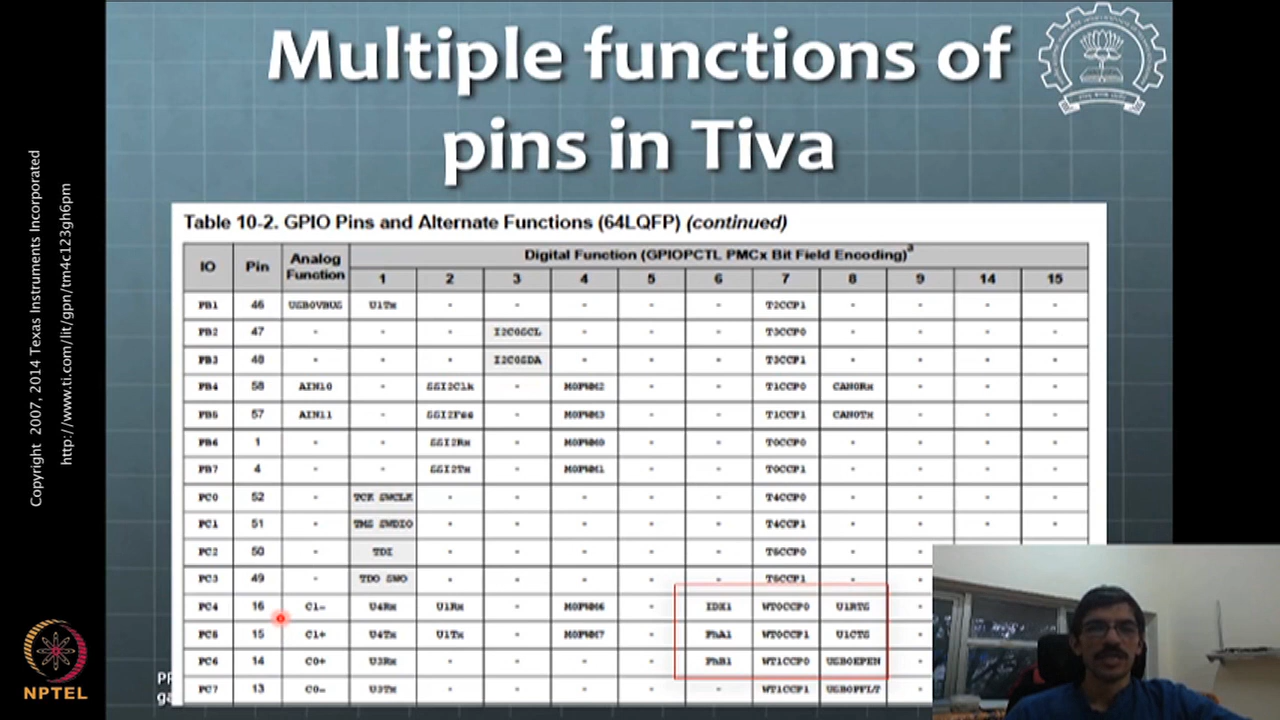 Multiple functions of
pins in Tiva
Copyright 2007, 2014 Texas Instruments Incorporated
http://www.ti.com/lit/gpn/tm4c123gh6pm
Table 10-2. GPIO Pins and Alternate Functions (64LQFP) (continued)
IO Pin Analog Function Digital Function (GPIOPCTL PMCx Bit Field Encoding)a
1 2 3 4 5 6 7 8 9 14 15
PB1 46 USB0VBUS U1Tx - - - - - T2CCP1 - - - -
PB2 47 - - - I2C0SCL - - - T3CCP0 - - - -
PB3 48 - - - I2C0SDA - - - T3CCP1 - - - -
PB4 58 AIN10 - SSI2Clk - M0PWM2 - - T1CCP0 CAN0Rx - - -
PB5 57 AIN11 - SSI2Fss - M0PWM3 - - T1CCP1 CAN0Tx - - -
PB6 1 - - SSI2Rx - M0PWM0 - - T0CCP0 - - - -
PB7 4 - - SSI2Tx - M0PWM1 - - T0CCP1 - - - -
PC0 52 - TCK SWCLK - - - - - T4CCP0 - - - -
PC1 51 - TMS SWDIO - - - - - T4CCP1 - - - -
PC2 50 - TDI - - - - - T5CCP0 - -
PC3 49 - TDO SWO - - - - - T5CCP1 - -
PC4 16 C1- U4Rx U1Rx - M0PWM6 - IDX1 WT0CCP0 U1RTS -
PC5 15 C1+ U4Tx U1Tx - M0PWM7 - PhA1 WT0CCP1 U1CTS -
PC6 14 C0+ U3Rx - - - - PhB1 WT1CCP0 USB0EPEN -
PC7 13 C0- U3Tx - - - - - WT1CCP1 USB0PFLT -
NPTEL